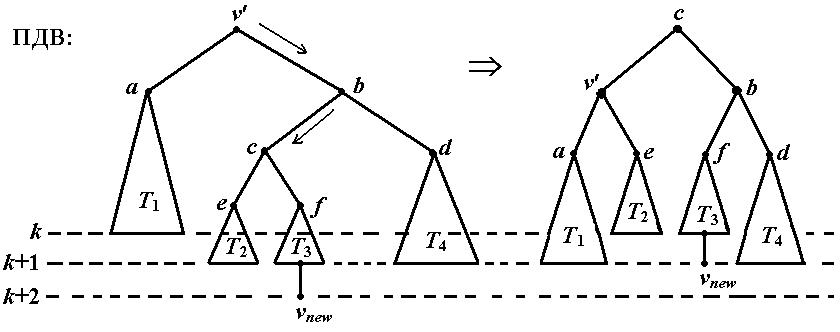 v' c
ПДВ: ⇒
a b v' b
c d a e f d
e f
T₁ T₂ T₃
k T₂ T₃ T₄ T₁ T₄
k+1
vₙₑw vₙₑw
k+2